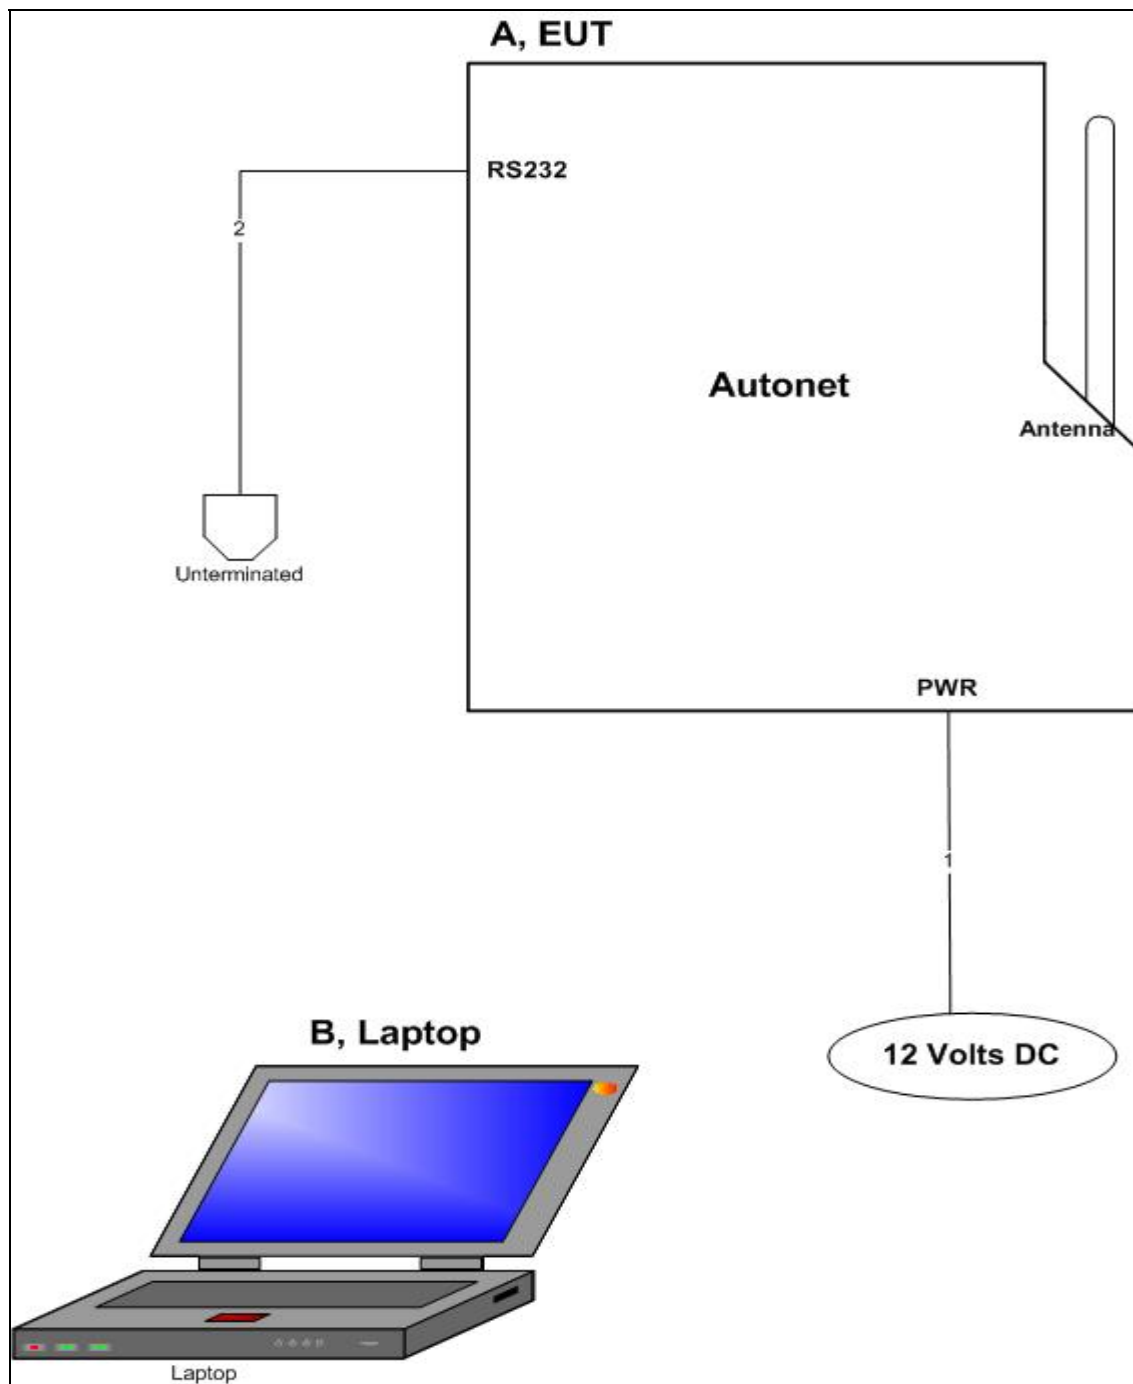 A, EUT
RS232
2
Autonet
Antenna
Unterminated
PWR
1
12 Volts DC
B, Laptop
Laptop